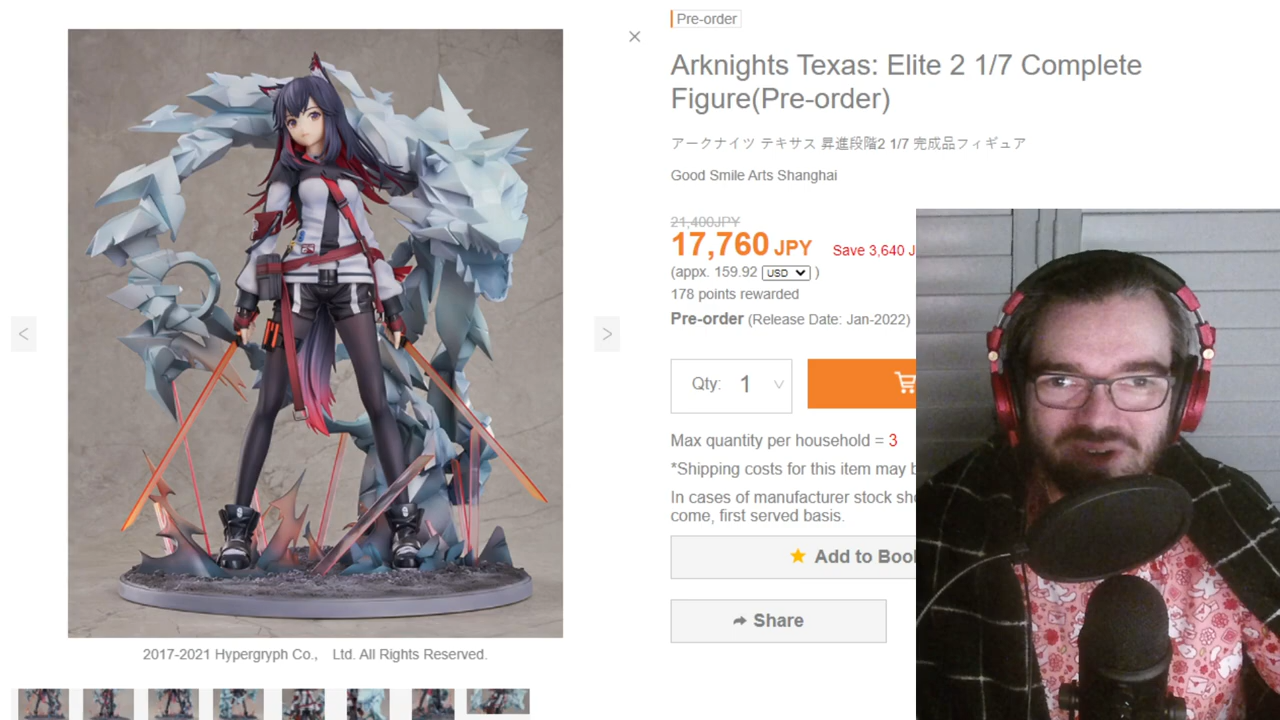 Pre-order
Arknights Texas: Elite 2 1/7 Complete
Figure(Pre-order)
アークナイツ テキサス 昇進段階2 1/7 完成品フィギュア
Good Smile Arts Shanghai
21,400JPY
17,760 JPY Save 3,640 J
(appx. 159.92 USD )
178 points rewarded
Pre-order (Release Date: Jan-2022)
Qty: 1
Max quantity per household = 3
*Shipping costs for this item may b
In cases of manufacturer stock sho
come, first served basis.
Add to Boo
Share
2017-2021 Hypergryph Co., Ltd. All Rights Reserved.